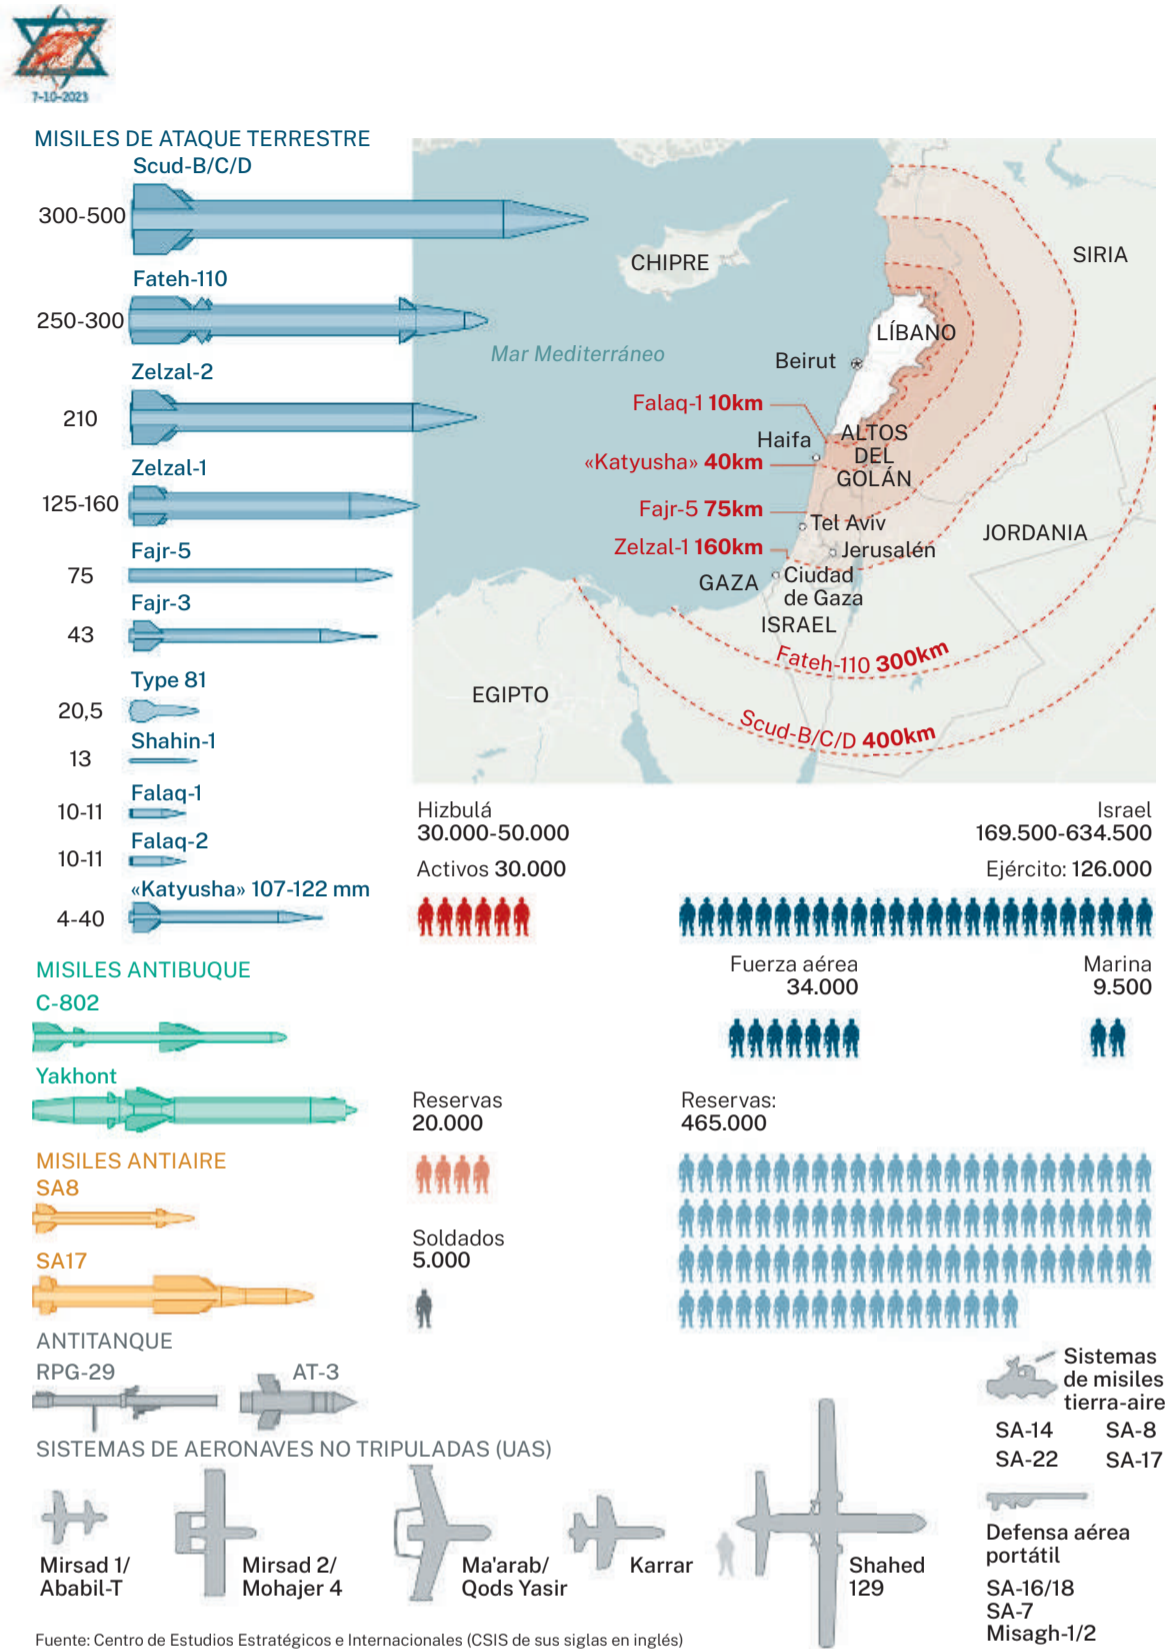 7-10-2023
MISILES DE ATAQUE TERRESTRE
Scud-B/C/D
300-500
Fateh-110
250-300
Zelzal-2
210
Zelzal-1
125-160
Fajr-5
75
Fajr-3
43
Type 81
20,5
Shahin-1
13
Falaq-1
10-11
Falaq-2
10-11
«Katyusha» 107-122 mm
4-40
CHIPRE
SIRIA
Mar Mediterráneo
LÍBANO
Beirut
Falaq-1 10km
Haifa
ALTOS
DEL
GOLÁN
«Katyusha» 40km
Fajr-5 75km
Tel Aviv
JORDANIA
Zelzal-1 160km
Jerusalén
GAZA
Ciudad
de Gaza
ISRAEL
Fateh-110 300km
EGIPTO
Scud-B/C/D 400km
Hizbulá
30.000-50.000
Activos 30.000
Israel
169.500-634.500
Ejército: 126.000
Fuerza aérea
34.000
Marina
9.500
Reservas
20.000
Reservas:
465.000
Soldados
5.000
MISILES ANTIBUQUE
C-802
Yakhont
MISILES ANTIAIRE
SA8
SA17
ANTITANQUE
RPG-29
AT-3
SISTEMAS DE AERONAVES NO TRIPULADAS (UAS)
Mirsad 1/
Ababil-T
Mirsad 2/
Mohajer 4
Ma'arab/
Qods Yasir
Karrar
Shahed
129
Sistemas
de misiles
tierra-aire
SA-14 SA-8
SA-22 SA-17
Defensa aérea
portátil
SA-16/18
SA-7
Misagh-1/2
Fuente: Centro de Estudios Estratégicos e Internacionales (CSIS de sus siglas en inglés)